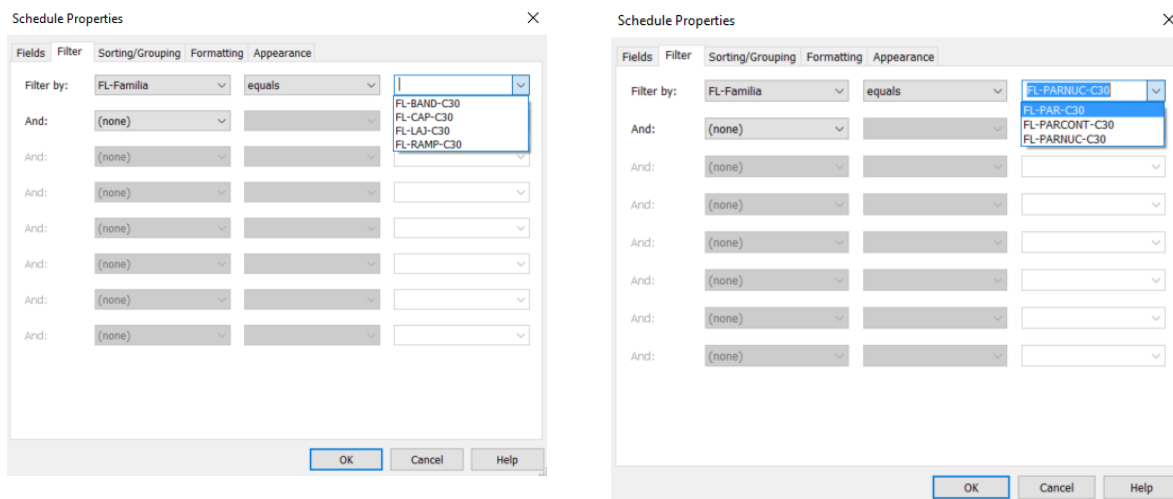 Schedule Properties
Fields Filter Sorting/Grouping Formatting Appearance
Filter by: FL-Familia equals
FL-BAND-C30
FL-CAP-C30
FL-LAJ-C30
FL-RAMP-C30
And: (none)
And: (none)
And: (none)
And: (none)
And: (none)
And: (none)
And: (none)
OK Cancel Help
Schedule Properties
Fields Filter Sorting/Grouping Formatting Appearance
Filter by: FL-Familia equals FL-PARNUC-C30
FL-PAR-C30
FL-PARCONT-C30
FL-PARNUC-C30
And: (none)
And: (none)
And: (none)
And: (none)
And: (none)
And: (none)
And: (none)
OK Cancel Help